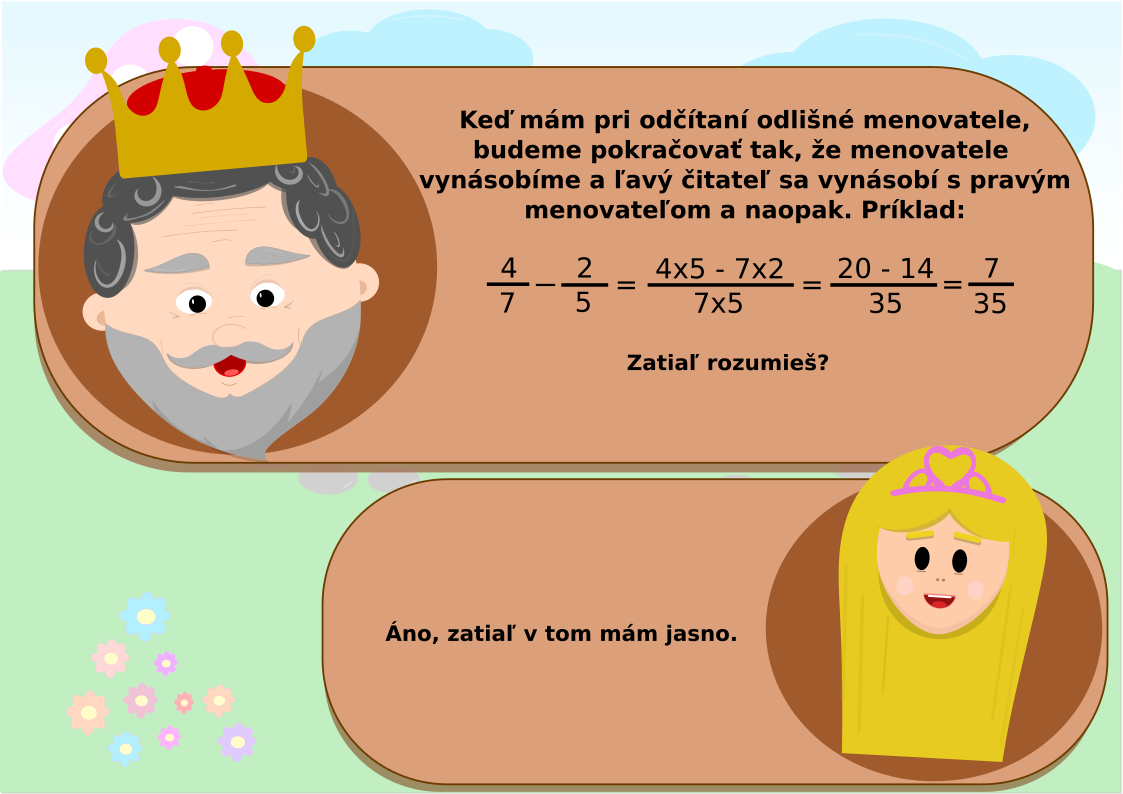 Keď mám pri odčítaní odlišné menovatele,
budeme pokračovať tak, že menovatele
vynásobíme a ľavý čitateľ sa vynásobí s pravým
menovateľom a naopak. Príklad:
4/7 – 2/5 = 4x5 - 7x2/7x5 = 20 - 14/35 = 7/35
Zatiaľ rozumieš?
Áno, zatiaľ v tom mám jasno.